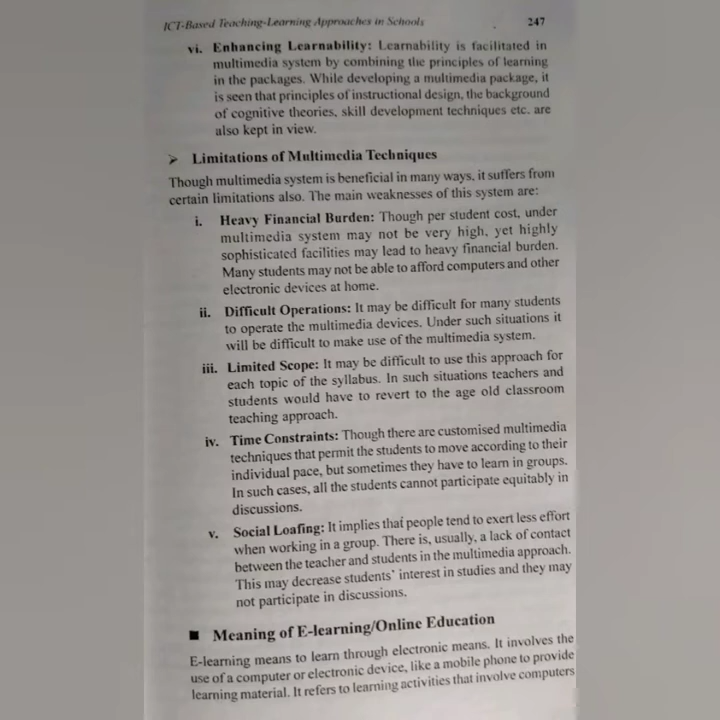 ICT-Based Teaching-Learning Approaches in Schools 247
vi. Enhancing Learnability: Learnability is facilitated in
multimedia system by combining the principles of learning
in the packages. While developing a multimedia package, it
is seen that principles of instructional design, the background
of cognitive theories, skill development techniques etc. are
also kept in view.
➢ Limitations of Multimedia Techniques
Though multimedia system is beneficial in many ways, it suffers from
certain limitations also. The main weaknesses of this system are:
i. Heavy Financial Burden: Though per student cost, under
multimedia system may not be very high, yet highly
sophisticated facilities may lead to heavy financial burden.
Many students may not be able to afford computers and other
electronic devices at home.
ii. Difficult Operations: It may be difficult for many students
to operate the multimedia devices. Under such situations it
will be difficult to make use of the multimedia system.
iii. Limited Scope: It may be difficult to use this approach for
each topic of the syllabus. In such situations teachers and
students would have to revert to the age old classroom
teaching approach.
iv. Time Constraints: Though there are customised multimedia
techniques that permit the students to move according to their
individual pace, but sometimes they have to learn in groups.
In such cases, all the students cannot participate equitably in
discussions.
v. Social Loafing: It implies that people tend to exert less effort
when working in a group. There is, usually, a lack of contact
between the teacher and students in the multimedia approach.
This may decrease students' interest in studies and they may
not participate in discussions.
■ Meaning of E-learning/Online Education
E-learning means to learn through electronic means. It involves the
use of a computer or electronic device, like a mobile phone to provide
learning material. It refers to learning activities that involve computers